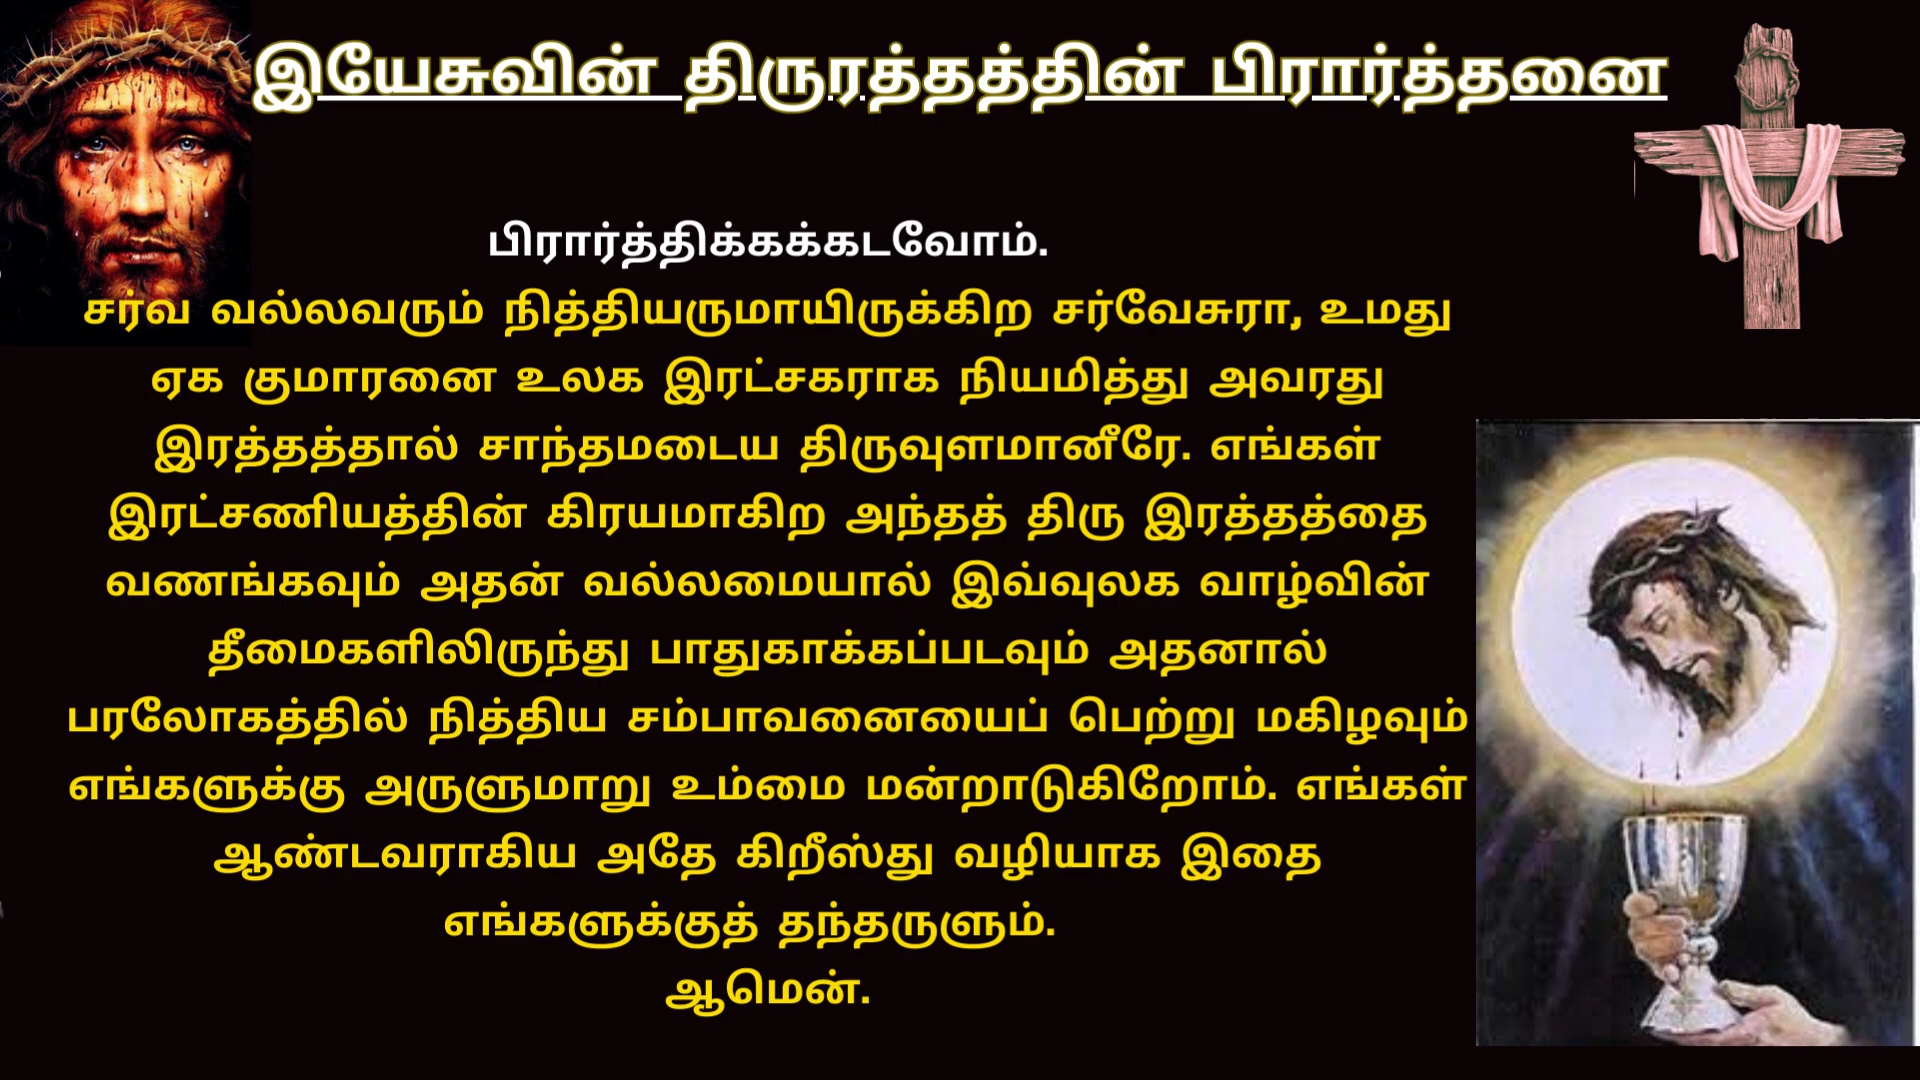 இயேசுவின் திருரத்தத்தின் பிரார்த்தனை
பிரார்த்திக்கக்கடவோம்.
சர்வ வல்லவரும் நித்தியருமாயிருக்கிற சர்வேசுரா, உமது
ஏக குமாரனை உலக இரட்சகராக நியமித்து அவரது
இரத்தத்தால் சாந்தமடைய திருவுளமானீரே. எங்கள்
இரட்சணியத்தின் கிரயமாகிற அந்தத் திரு இரத்தத்தை
வணங்கவும் அதன் வல்லமையால் இவ்வுலக வாழ்வின்
தீமைகளிலிருந்து பாதுகாக்கப்படவும் அதனால்
பரலோகத்தில் நித்திய சம்பாவனையைப் பெற்று மகிழவும்
எங்களுக்கு அருளுமாறு உம்மை மன்றாடுகிறோம். எங்கள்
ஆண்டவராகிய அதே கிறீஸ்து வழியாக இதை
எங்களுக்குத் தந்தருளும்.
ஆமென்.